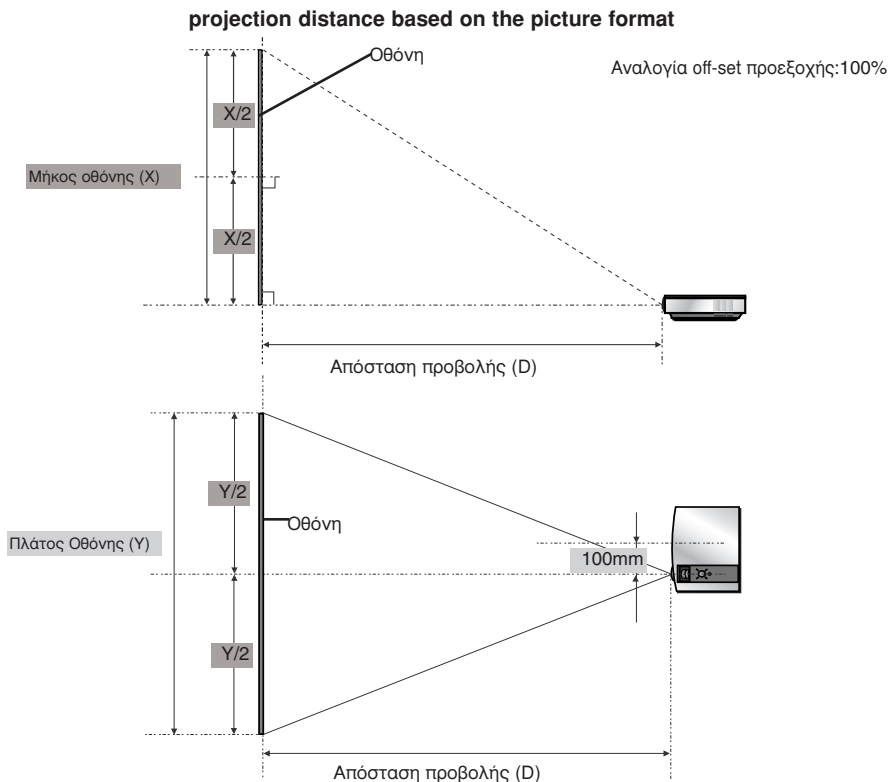 projection distance based on the picture format
Οθόνη
Αναλογία off-set προεξοχής:100%
X/2
Μήκος οθόνης (X)
X/2
Απόσταση προβολής (D)
Y/2
Οθόνη
Πλάτος Οθόνης (Y)
100mm
Y/2
Απόσταση προβολής (D)